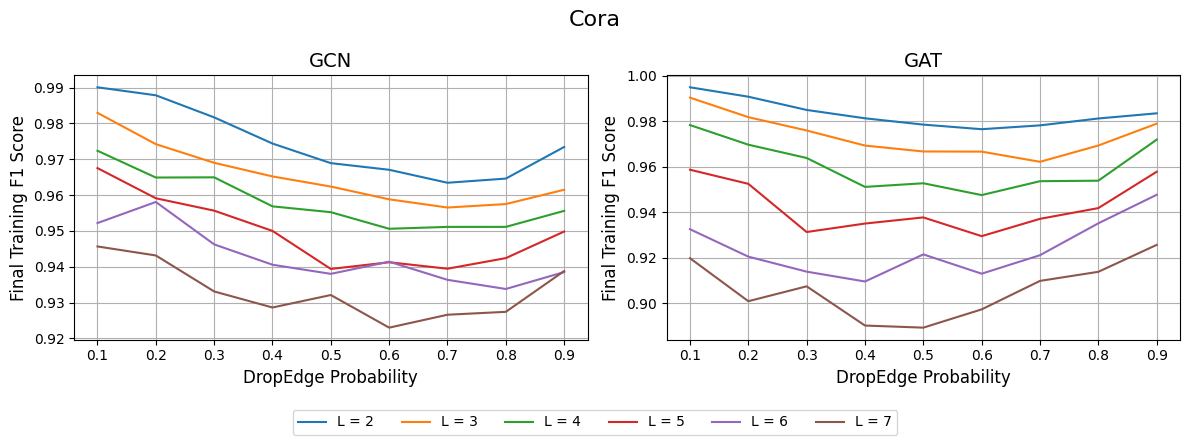 Cora
GCN
GAT
Final Training F1 Score
0.99
0.98
0.97
0.96
0.95
0.94
0.93
0.92
0.1 0.2 0.3 0.4 0.5 0.6 0.7 0.8 0.9
DropEdge Probability
Final Training F1 Score
1.00
0.98
0.96
0.94
0.92
0.90
0.1 0.2 0.3 0.4 0.5 0.6 0.7 0.8 0.9
DropEdge Probability
L = 2 L = 3 L = 4 L = 5 L = 6 L = 7